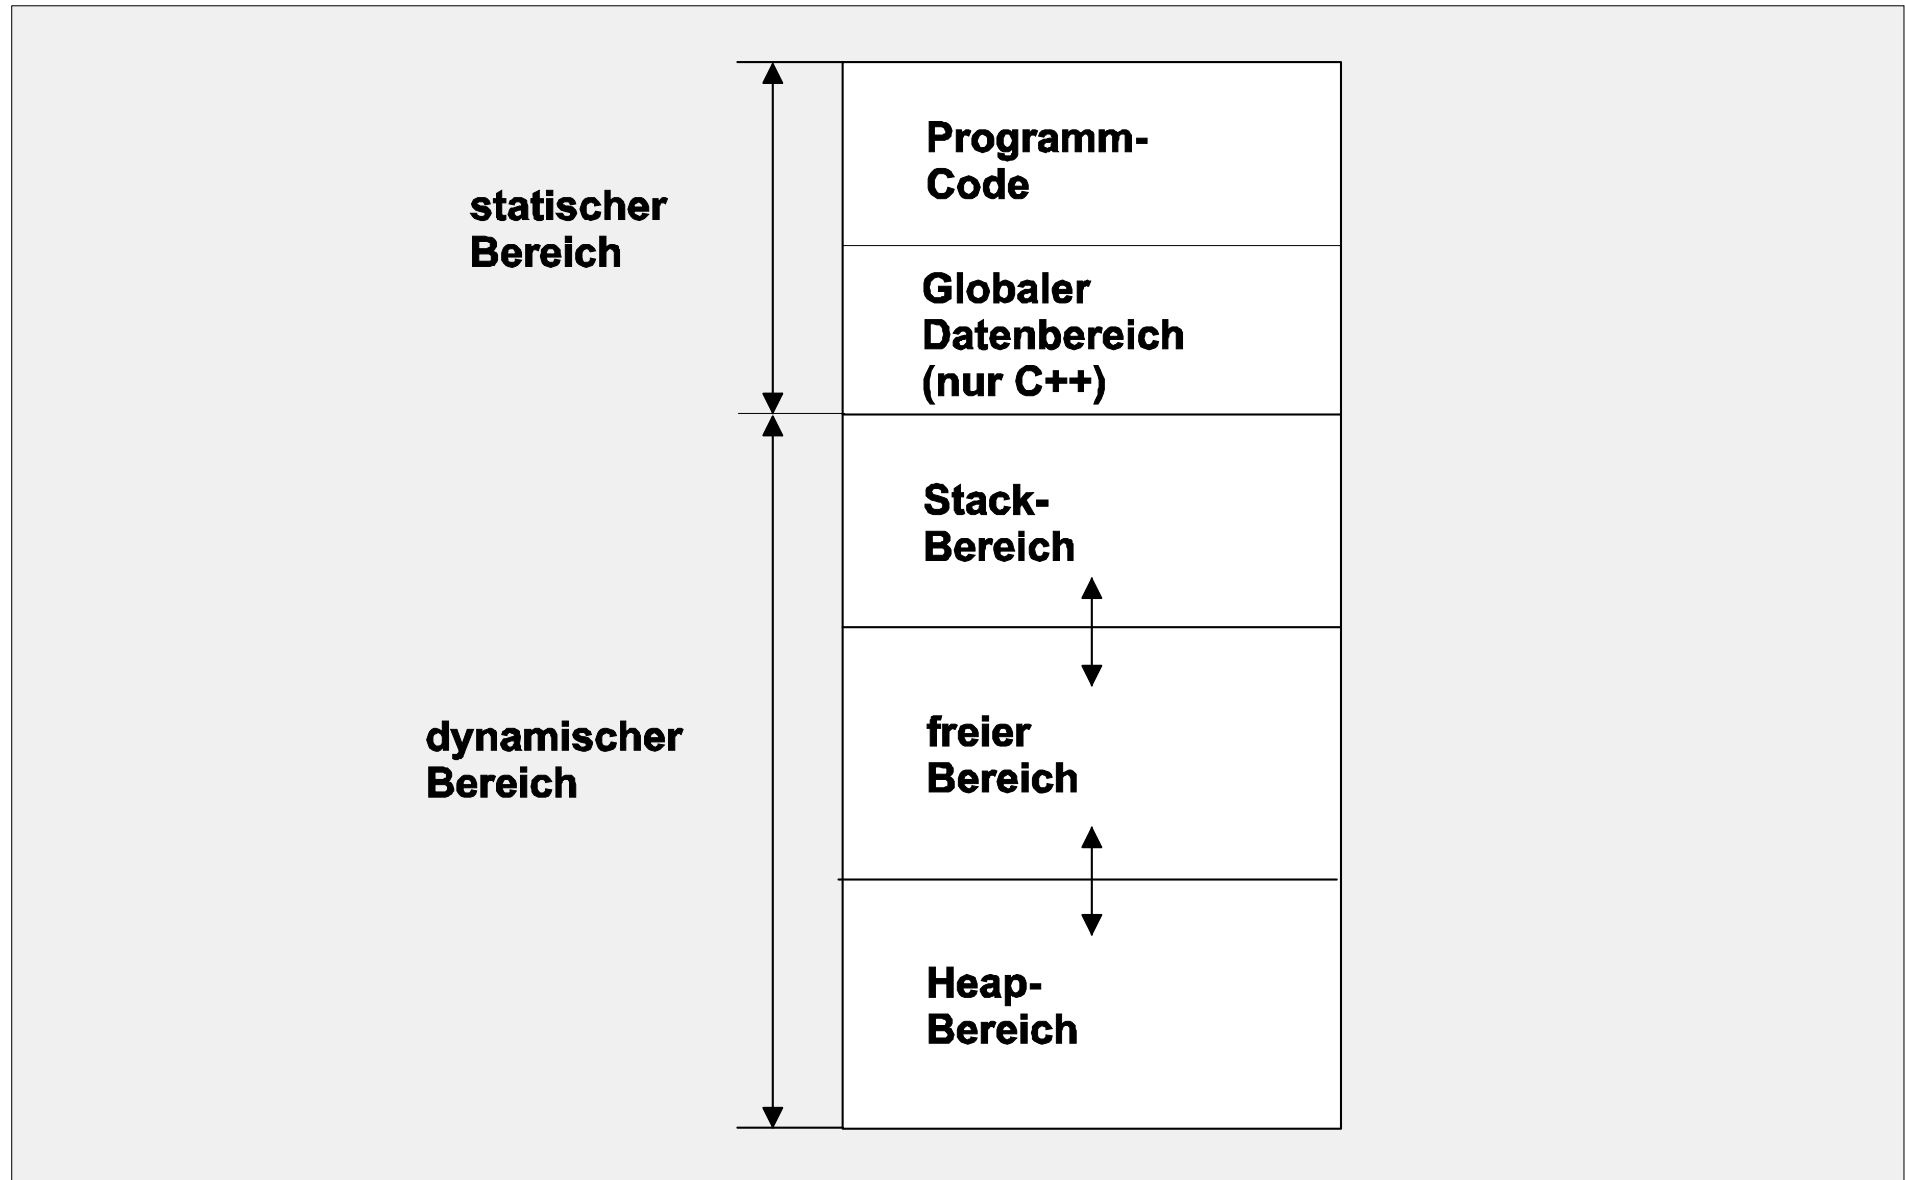 Programm-
Code
statischer
Bereich
Globaler
Datenbereich
(nur C++)
Stack-
Bereich
dynamischer
Bereich
freier
Bereich
Heap-
Bereich